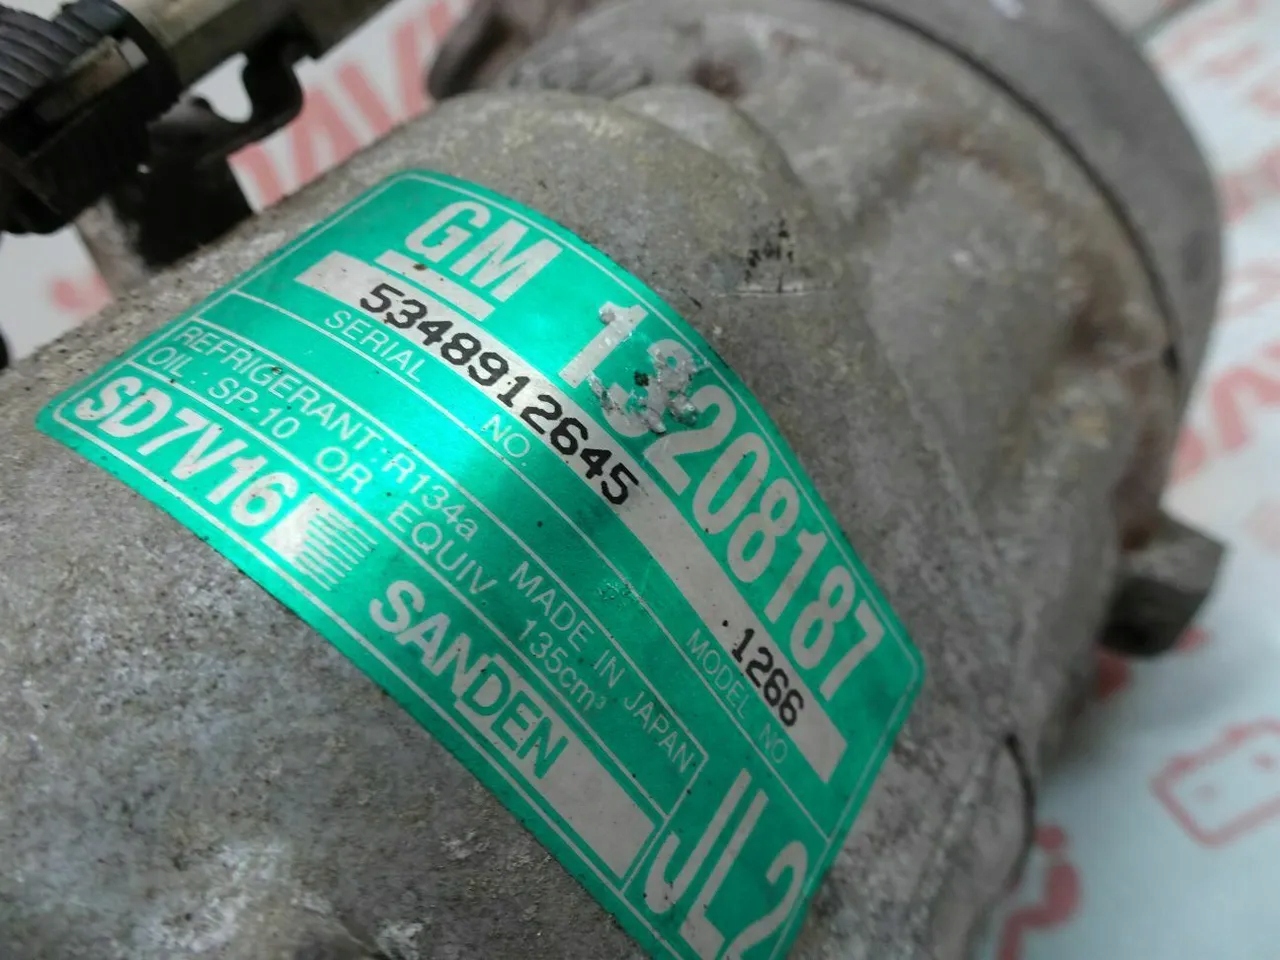 GM 13208187
5348912645 1266
SERIAL NO. MODEL NO
REFRIGERANT: R134a MADE IN JAPAN
OIL: SP-10 OR EQUIV. 135cm³
SD7V16 SANDEN
JL2